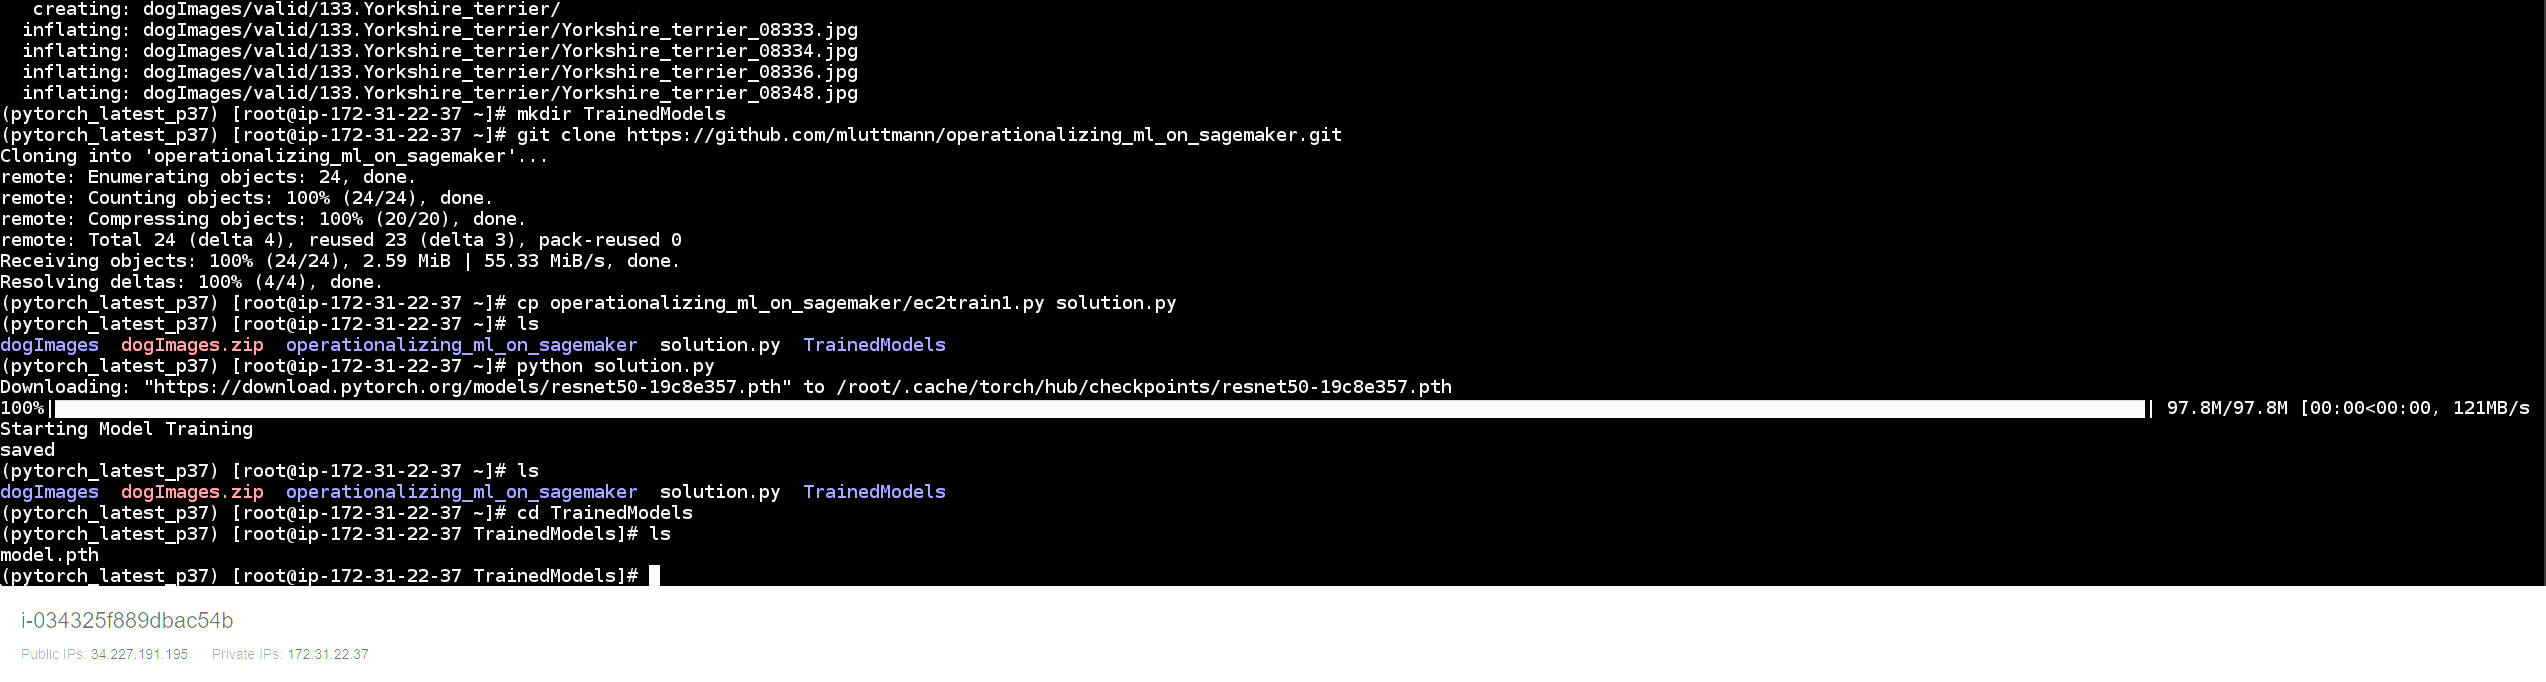 creating: dogImages/valid/133.Yorkshire_terrier/
inflating: dogImages/valid/133.Yorkshire_terrier/Yorkshire_terrier_08333.jpg
inflating: dogImages/valid/133.Yorkshire_terrier/Yorkshire_terrier_08334.jpg
inflating: dogImages/valid/133.Yorkshire_terrier/Yorkshire_terrier_08336.jpg
inflating: dogImages/valid/133.Yorkshire_terrier/Yorkshire_terrier_08348.jpg
(pytorch_latest_p37) [root@ip-172-31-22-37 ~]# mkdir TrainedModels
(pytorch_latest_p37) [root@ip-172-31-22-37 ~]# git clone https://github.com/mluttmann/operationalizing_ml_on_sagemaker.git
Cloning into 'operationalizing_ml_on_sagemaker'...
remote: Enumerating objects: 24, done.
remote: Counting objects: 100% (24/24), done.
remote: Compressing objects: 100% (20/20), done.
remote: Total 24 (delta 4), reused 23 (delta 3), pack-reused 0
Receiving objects: 100% (24/24), 2.59 MiB | 55.33 MiB/s, done.
Resolving deltas: 100% (4/4), done.
(pytorch_latest_p37) [root@ip-172-31-22-37 ~]# cp operationalizing_ml_on_sagemaker/ec2train1.py solution.py
(pytorch_latest_p37) [root@ip-172-31-22-37 ~]# ls
dogImages  dogImages.zip  operationalizing_ml_on_sagemaker  solution.py  TrainedModels
(pytorch_latest_p37) [root@ip-172-31-22-37 ~]# python solution.py
Downloading: "https://download.pytorch.org/models/resnet50-19c8e357.pth" to /root/.cache/torch/hub/checkpoints/resnet50-19c8e357.pth
100%| | 97.8M/97.8M [00:00<00:00, 121MB/s
Starting Model Training
saved
(pytorch_latest_p37) [root@ip-172-31-22-37 ~]# ls
dogImages  dogImages.zip  operationalizing_ml_on_sagemaker  solution.py  TrainedModels
(pytorch_latest_p37) [root@ip-172-31-22-37 ~]# cd TrainedModels
(pytorch_latest_p37) [root@ip-172-31-22-37 TrainedModels]# ls
model.pth
(pytorch_latest_p37) [root@ip-172-31-22-37 TrainedModels]#
i-034325f889dbac54b
Public IPs: 34.227.191.195 Private IPs: 172.31.22.37